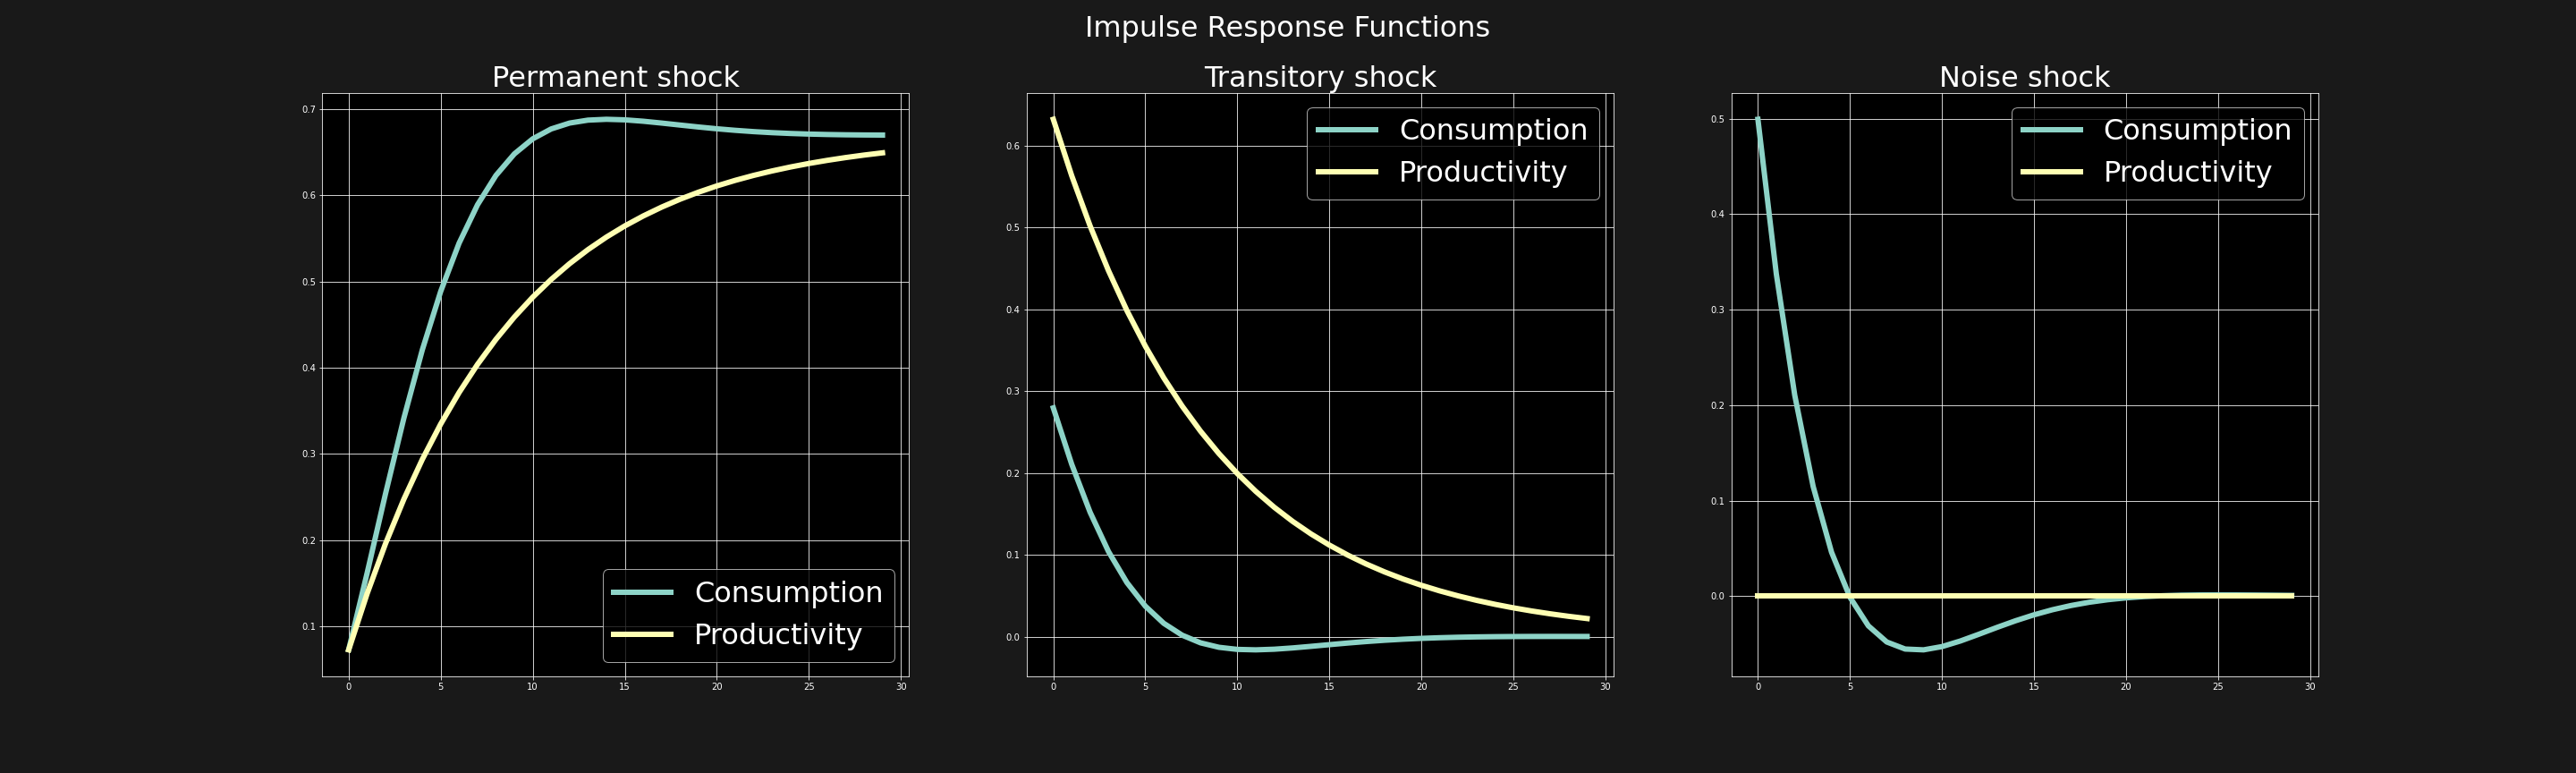 Impulse Response Functions
Permanent shock
0.7
0.6
0.5
0.4
0.3
0.2
0.1
0 5 10 15 20 25 30
Consumption
Productivity
Transitory shock
0.6
0.5
0.4
0.3
0.2
0.1
0.0
0 5 10 15 20 25 30
Consumption
Productivity
Noise shock
0.5
0.4
0.3
0.2
0.1
0.0
0 5 10 15 20 25 30
Consumption
Productivity